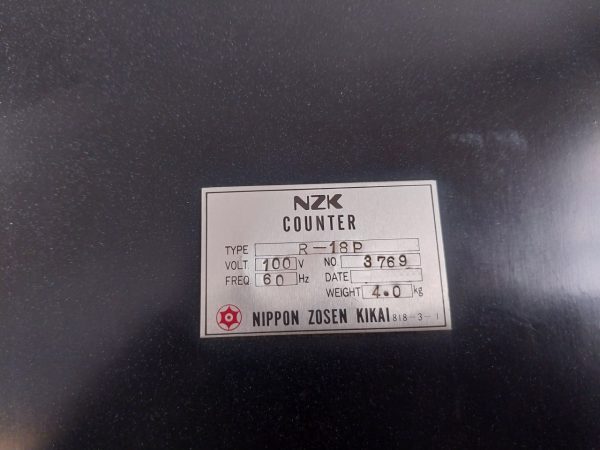 NZK
COUNTER
TYPE R-18P
VOLT. 100 V NO 3769
FREQ. 60 Hz DATE
WEIGHT 4.0 kg
NIPPON ZOSEN KIKAI 818-3-1